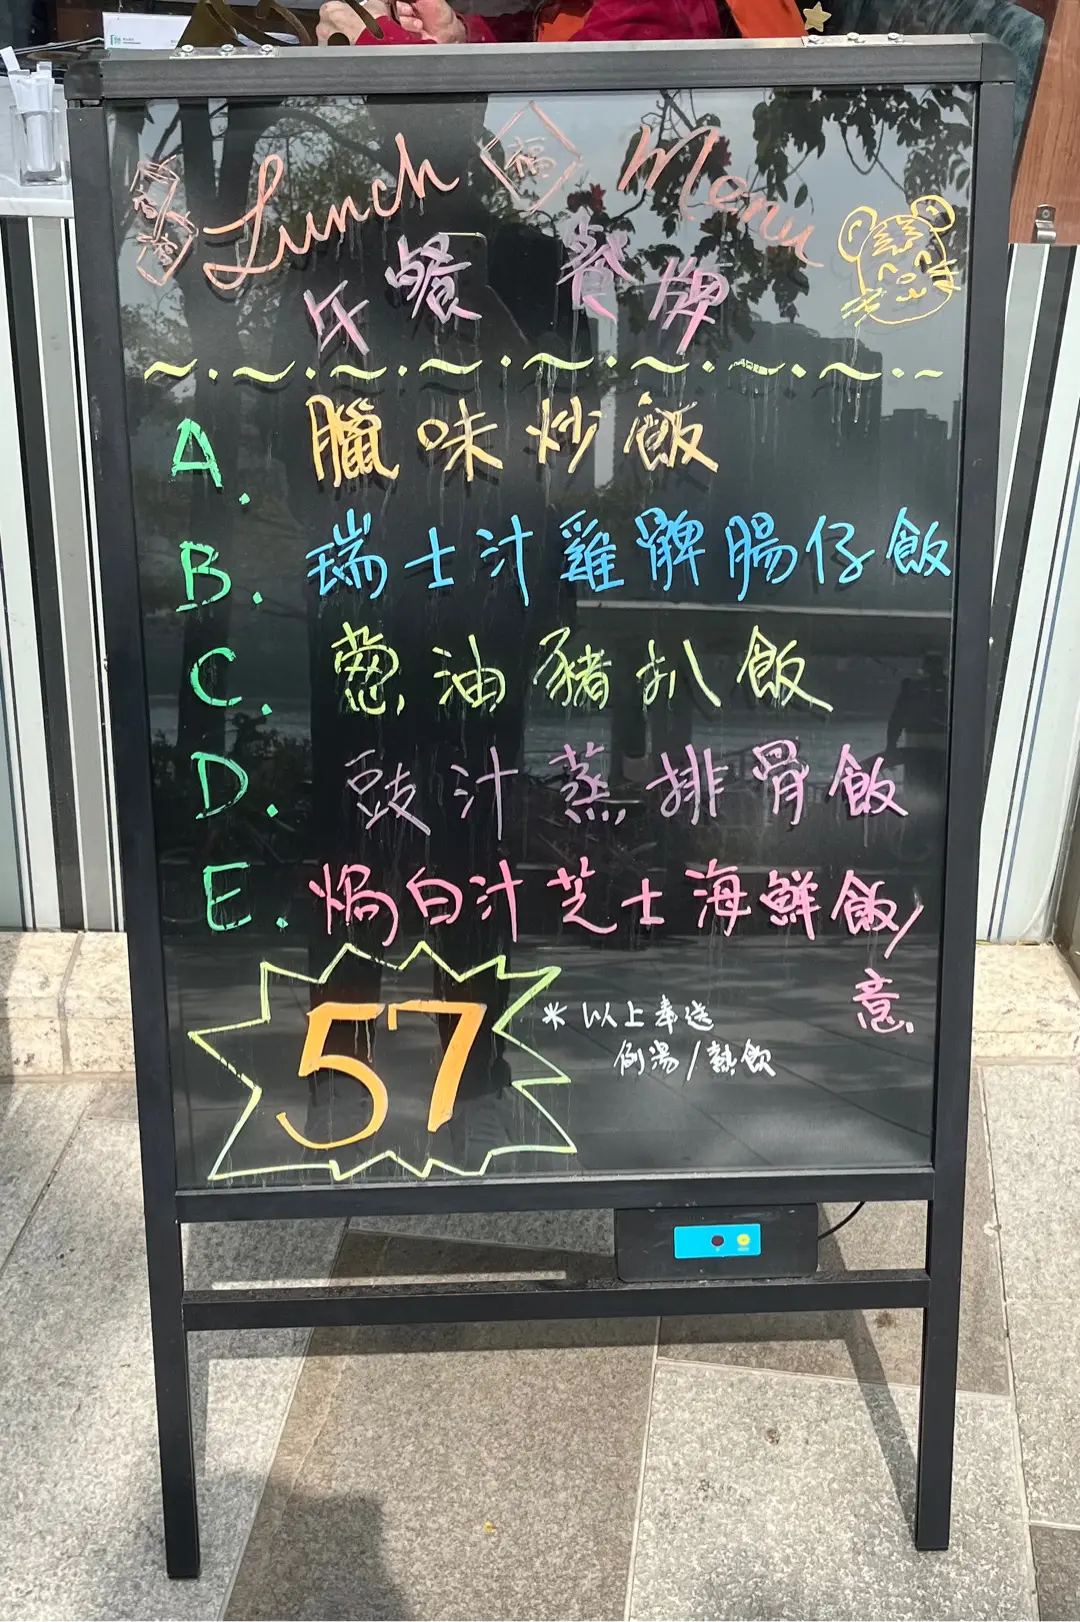 Lunch 福 Menu
午餐 餐牌
A. 臘味炒飯
B. 瑞士汁雞髀腸仔飯
C. 蔥油豬扒飯
D. 豉汁蒸排骨飯
E. 焗白汁芝士海鮮飯/
意
57
* 以上奉送
例湯/熱飲